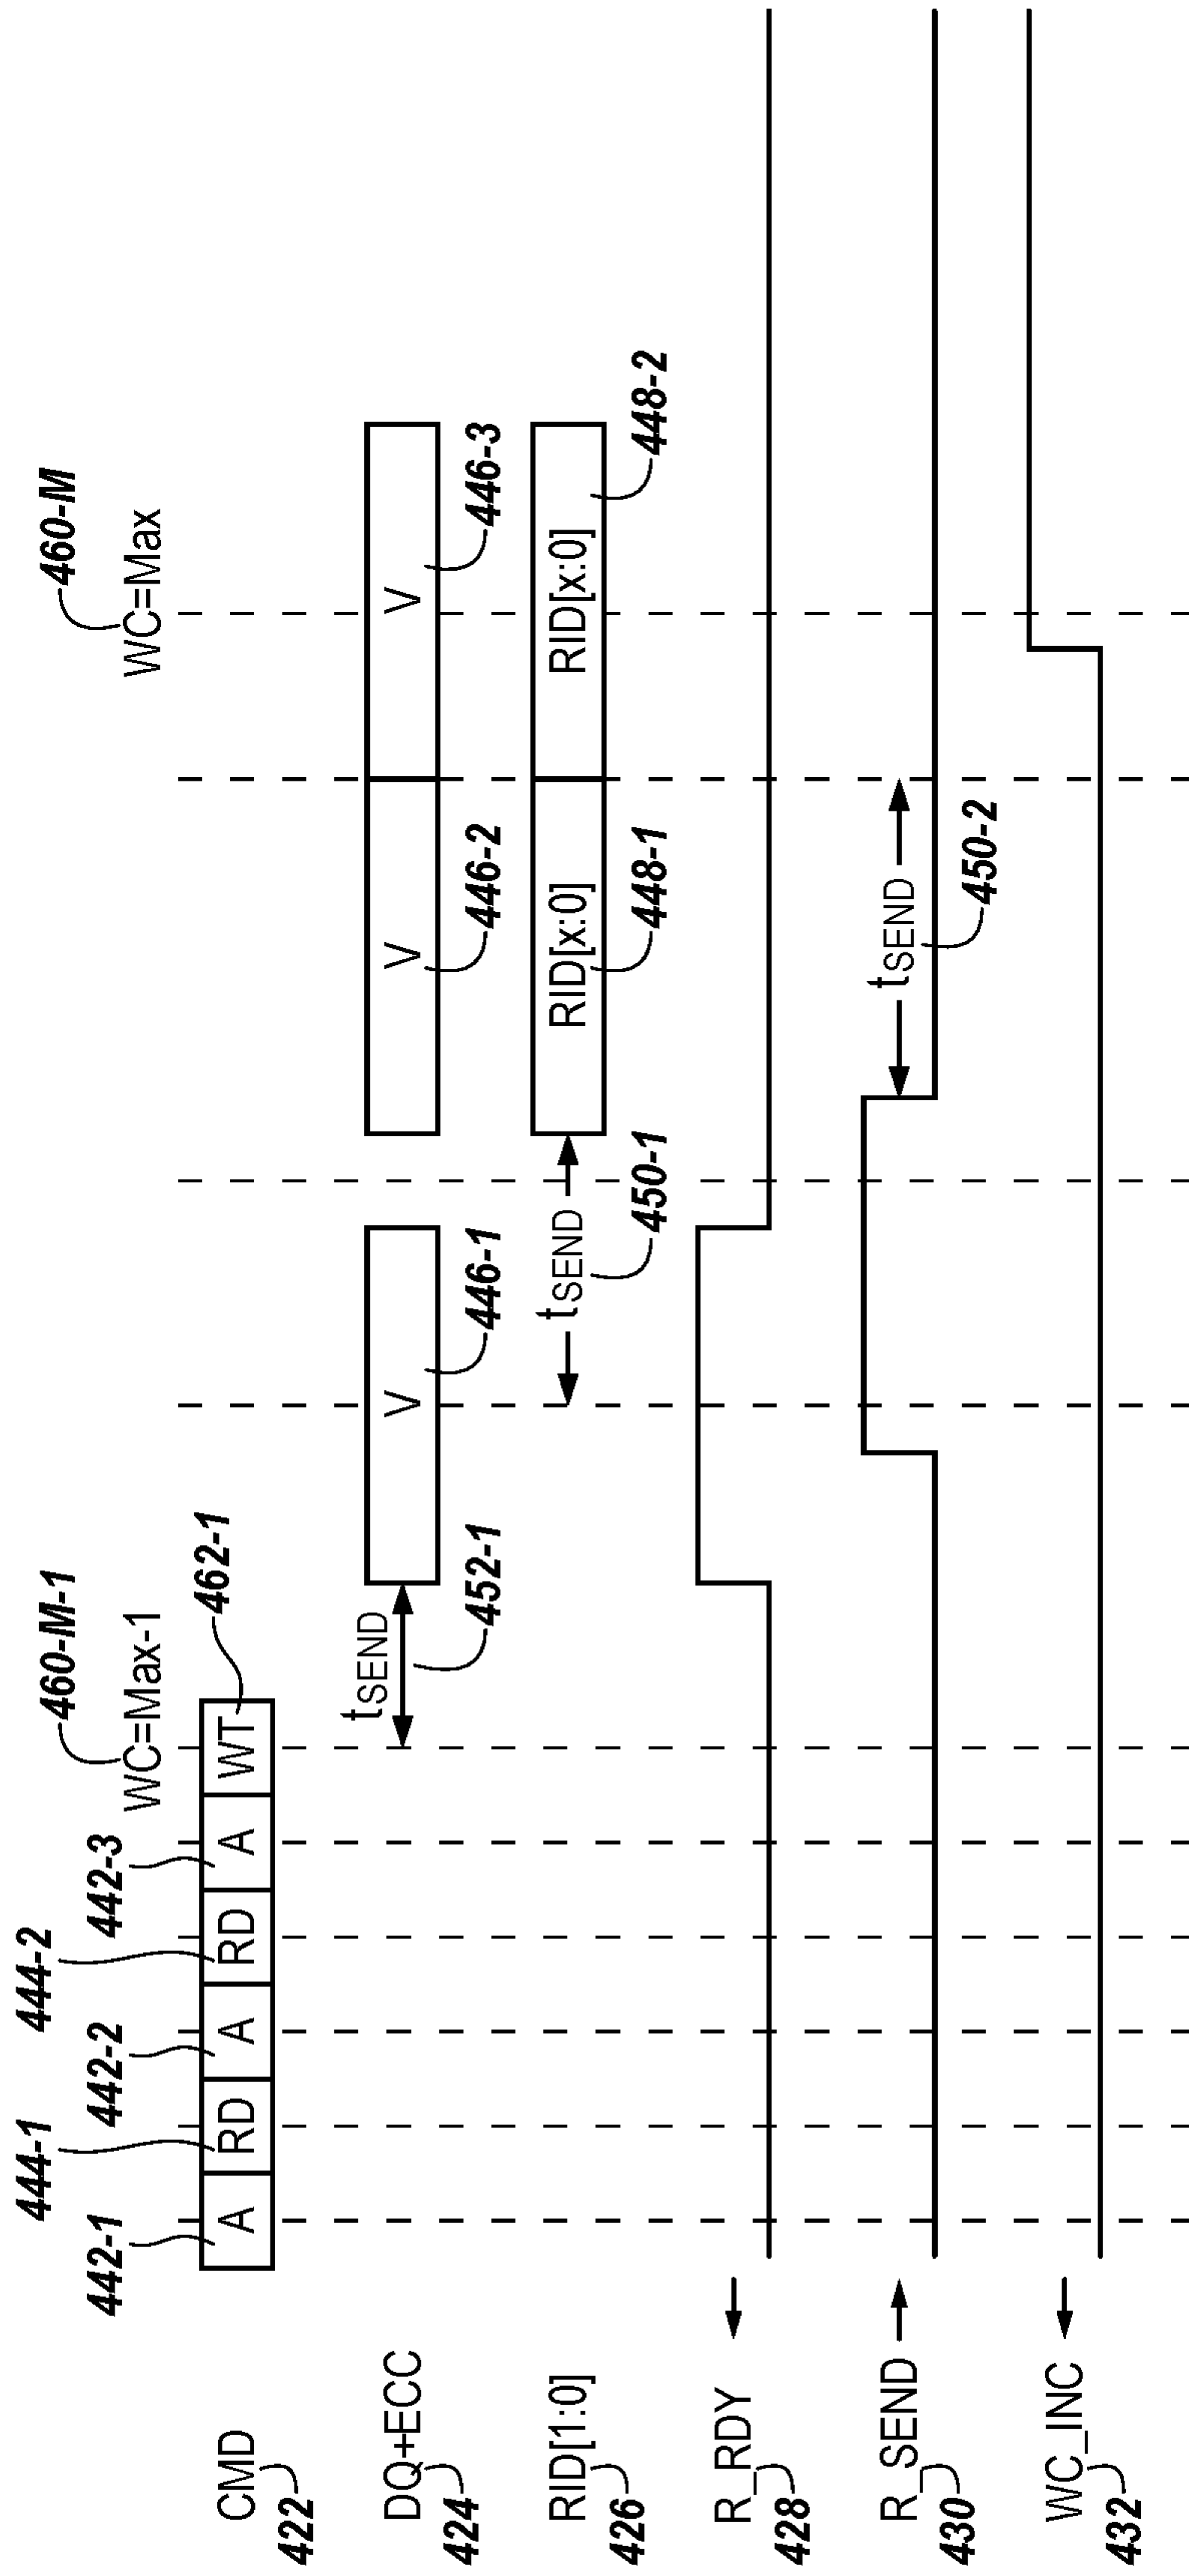 444-1 444-2 460-M-1 460-M
442-1 442-2 442-3 WC=Max-1 WC=Max
462-1
CMD A RD A RD A WT
422
tSEND
452-1
DQ+ECC V V V
424 446-1 446-2 446-3
RID[1:0] tSEND RID[x:0] RID[x:0]
426 450-1 448-1 448-2
R_RDY
428
R_SEND tSEND
430 450-2
WC_INC
432